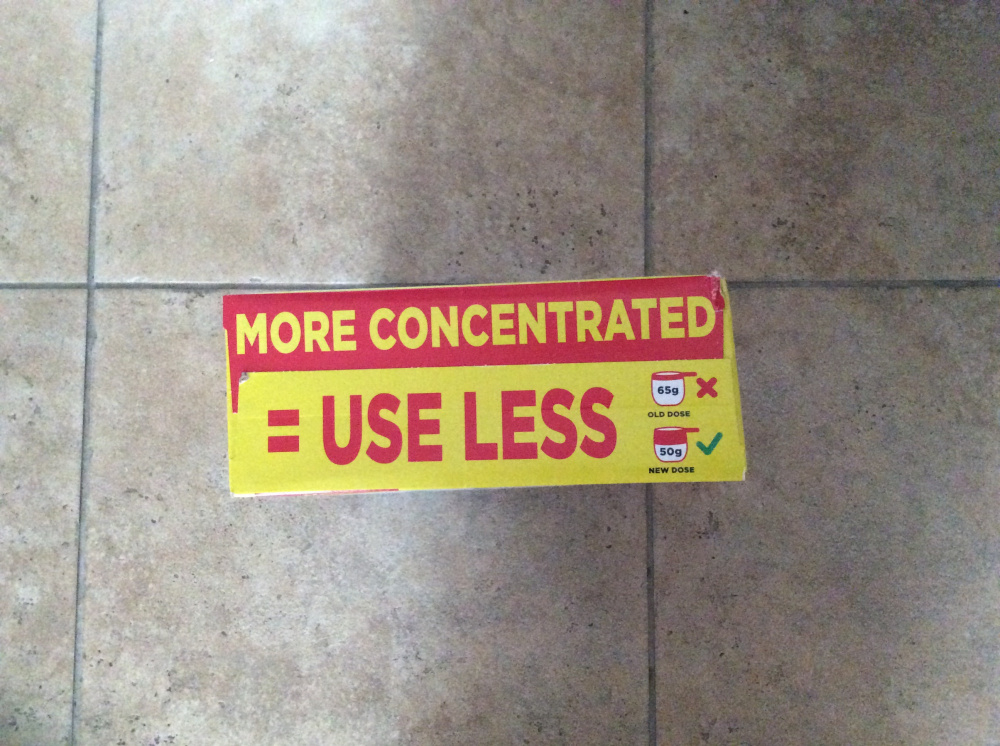 MORE CONCENTRATED
= USE LESS
65g
OLD DOSE
50g
NEW DOSE